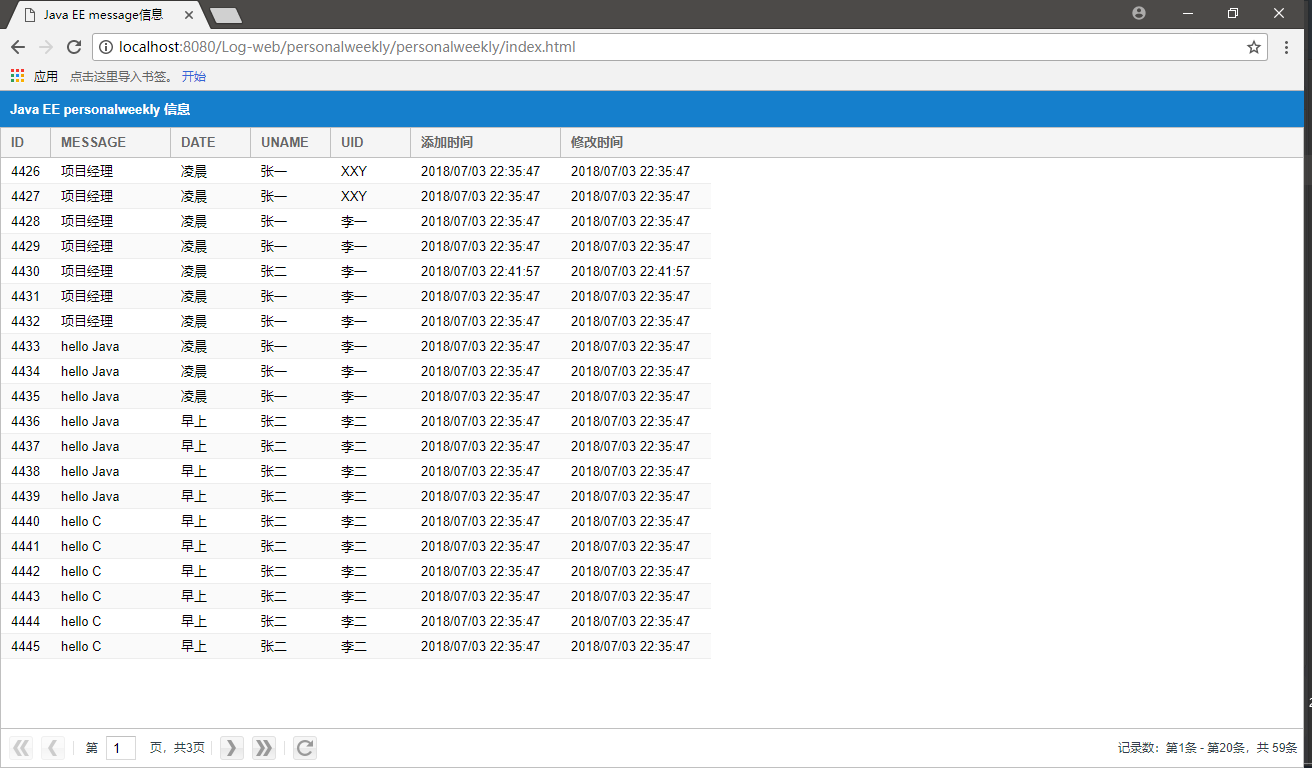 Java EE message信息
localhost:8080/Log-web/personalweekly/personalweekly/index.html
应用 点击这里导入书签。 开始
Java EE personalweekly 信息
ID MESSAGE DATE UNAME UID 添加时间 修改时间
4426 项目经理 凌晨 张一 XXY 2018/07/03 22:35:47 2018/07/03 22:35:47
4427 项目经理 凌晨 张一 XXY 2018/07/03 22:35:47 2018/07/03 22:35:47
4428 项目经理 凌晨 张一 李一 2018/07/03 22:35:47 2018/07/03 22:35:47
4429 项目经理 凌晨 张一 李一 2018/07/03 22:35:47 2018/07/03 22:35:47
4430 项目经理 凌晨 张二 李一 2018/07/03 22:41:57 2018/07/03 22:41:57
4431 项目经理 凌晨 张一 李一 2018/07/03 22:35:47 2018/07/03 22:35:47
4432 项目经理 凌晨 张一 李一 2018/07/03 22:35:47 2018/07/03 22:35:47
4433 hello Java 凌晨 张一 李一 2018/07/03 22:35:47 2018/07/03 22:35:47
4434 hello Java 凌晨 张一 李一 2018/07/03 22:35:47 2018/07/03 22:35:47
4435 hello Java 凌晨 张一 李一 2018/07/03 22:35:47 2018/07/03 22:35:47
4436 hello Java 早上 张二 李二 2018/07/03 22:35:47 2018/07/03 22:35:47
4437 hello Java 早上 张二 李二 2018/07/03 22:35:47 2018/07/03 22:35:47
4438 hello Java 早上 张二 李二 2018/07/03 22:35:47 2018/07/03 22:35:47
4439 hello Java 早上 张二 李二 2018/07/03 22:35:47 2018/07/03 22:35:47
4440 hello C 早上 张二 李二 2018/07/03 22:35:47 2018/07/03 22:35:47
4441 hello C 早上 张二 李二 2018/07/03 22:35:47 2018/07/03 22:35:47
4442 hello C 早上 张二 李二 2018/07/03 22:35:47 2018/07/03 22:35:47
4443 hello C 早上 张二 李二 2018/07/03 22:35:47 2018/07/03 22:35:47
4444 hello C 早上 张二 李二 2018/07/03 22:35:47 2018/07/03 22:35:47
4445 hello C 早上 张二 李二 2018/07/03 22:35:47 2018/07/03 22:35:47
第 1 页，共3页 记录数：第1条 - 第20条，共 59条